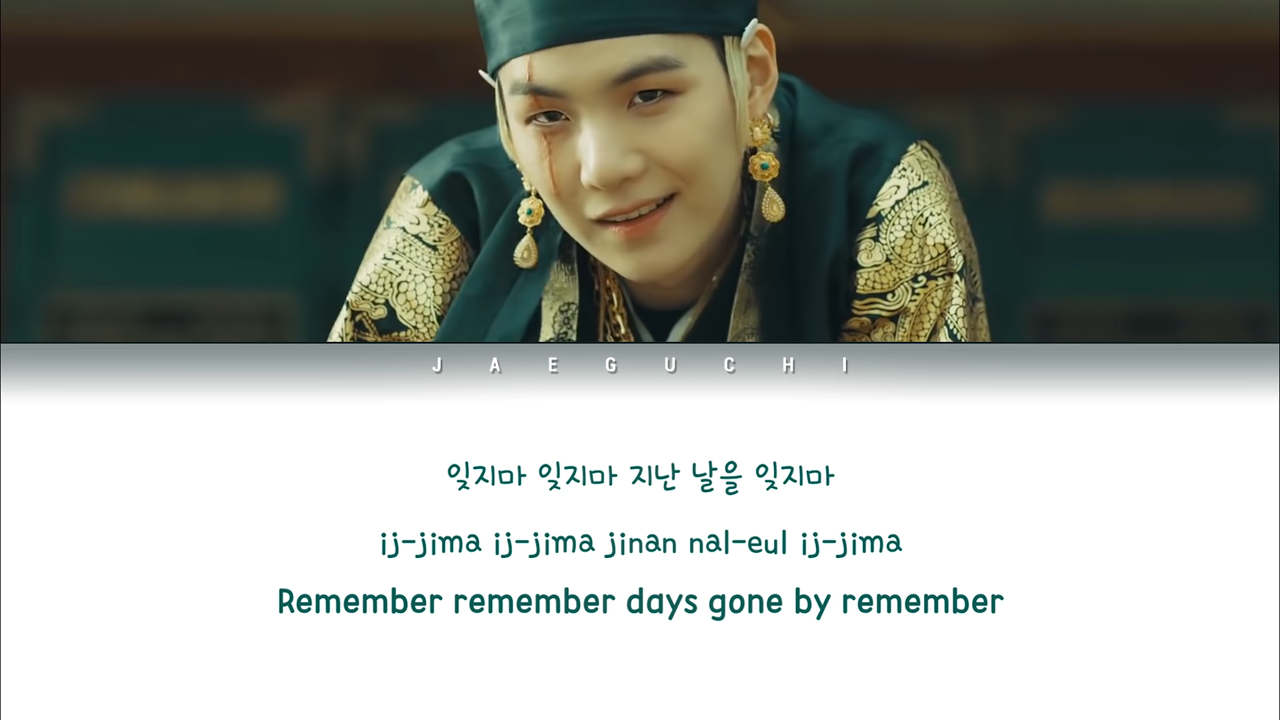 JAEGUCHI
잊지마 잊지마 지난 날을 잊지마
ij-jima ij-jima jinan nal-eul ij-jima
Remember remember days gone by remember